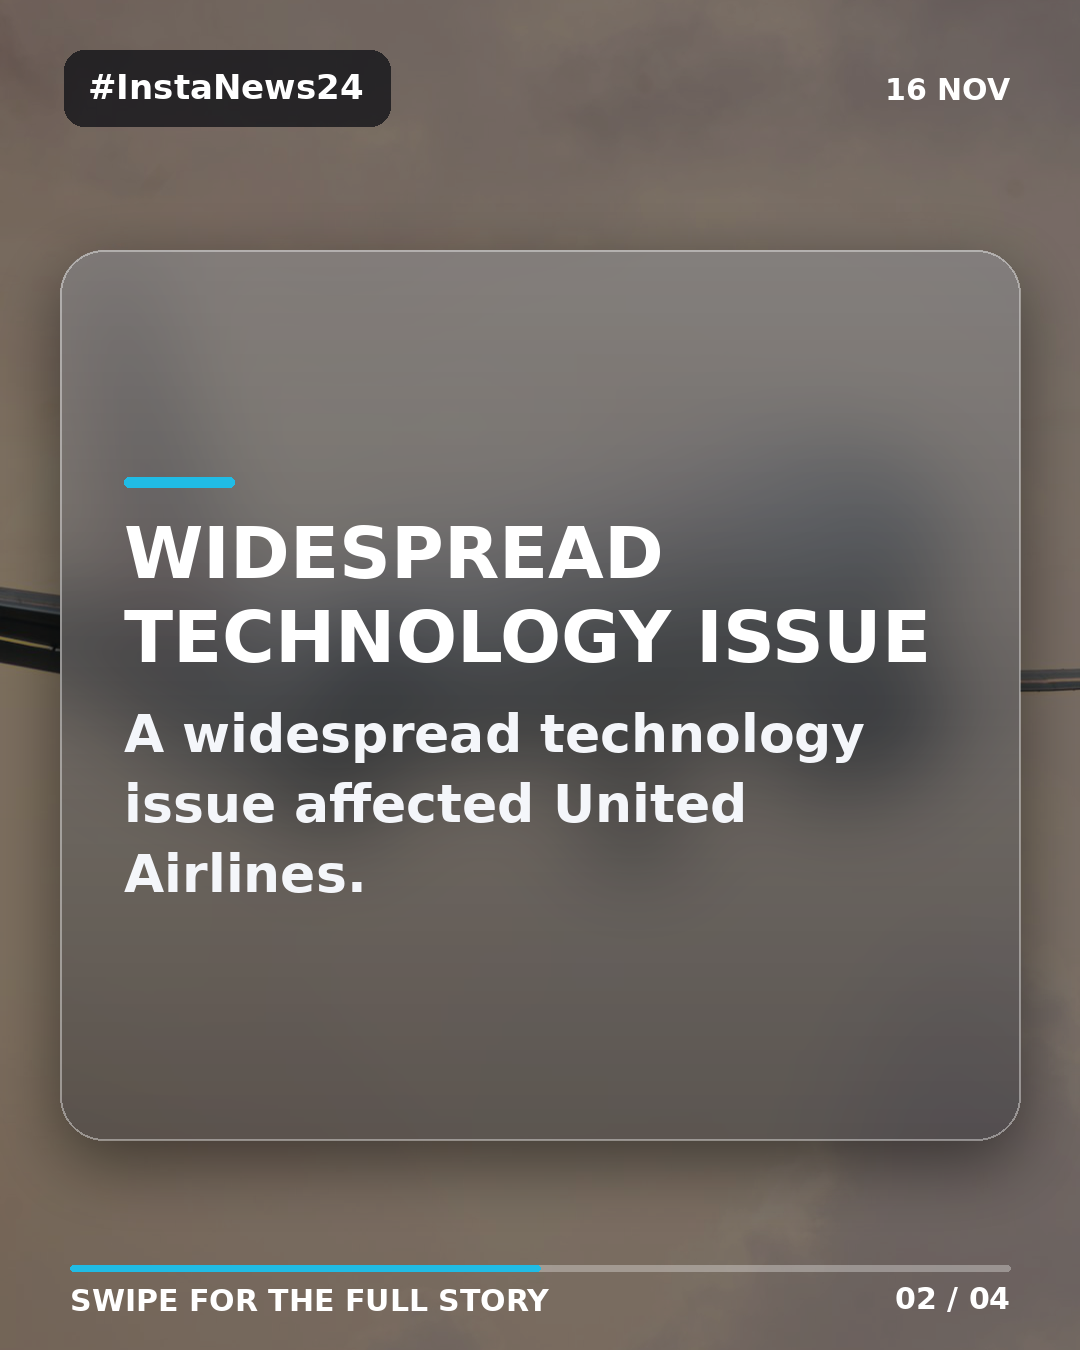 #InstaNews24
16 NOV
WIDESPREAD
TECHNOLOGY ISSUE
A widespread technology
issue affected United
Airlines.
SWIPE FOR THE FULL STORY
02 / 04